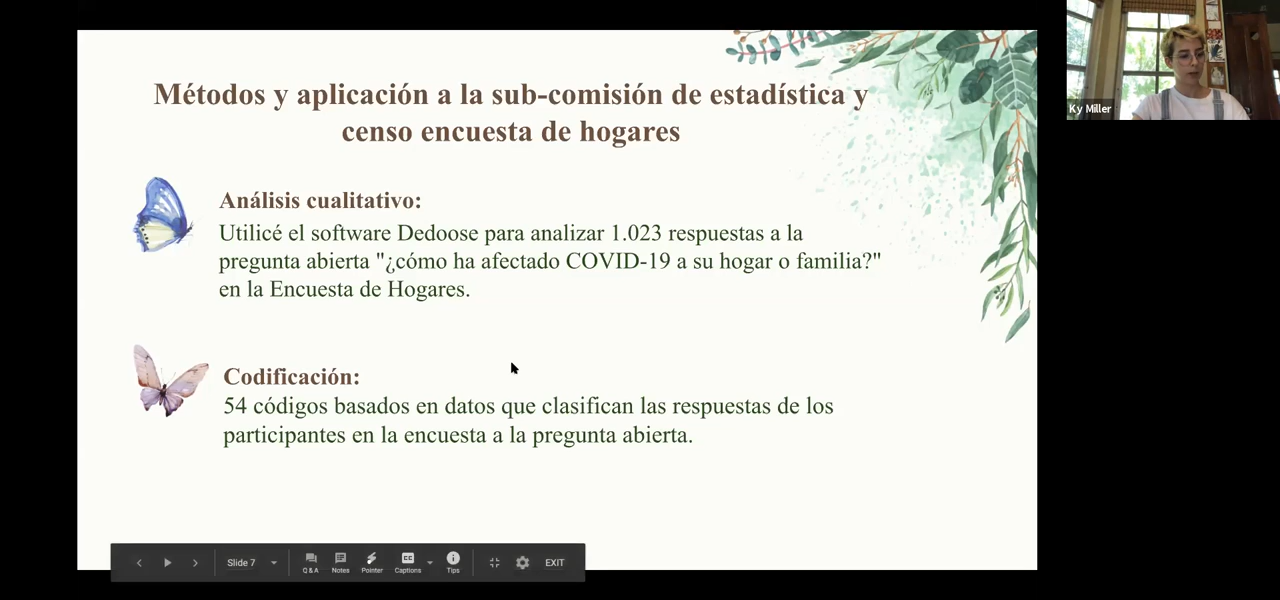 Métodos y aplicación a la sub-comisión de estadística y
censo encuesta de hogares
Análisis cualitativo:
Utilicé el software Dedoose para analizar 1.023 respuestas a la
pregunta abierta "¿cómo ha afectado COVID-19 a su hogar o familia?"
en la Encuesta de Hogares.
Codificación:
54 códigos basados en datos que clasifican las respuestas de los
participantes en la encuesta a la pregunta abierta.
Slide 7
Q & A
Notes
Pointer
Captions
Tips
EXIT
Ky Miller